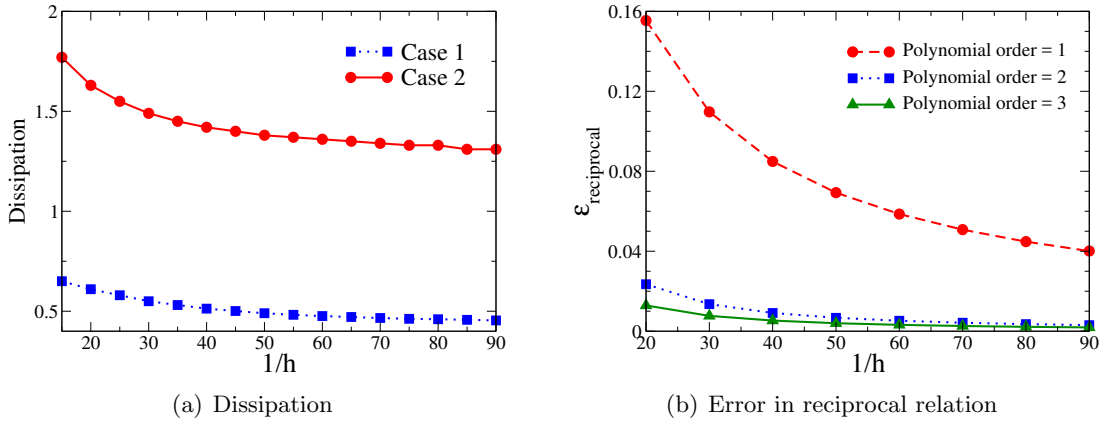 2
1.5
1
0.5
Dissipation
Case 1
Case 2
20 30 40 50 60 70 80 90
1/h
(a) Dissipation
0.16
0.12
0.08
0.04
0
ε_reciprocal
Polynomial order = 1
Polynomial order = 2
Polynomial order = 3
20 30 40 50 60 70 80 90
1/h
(b) Error in reciprocal relation